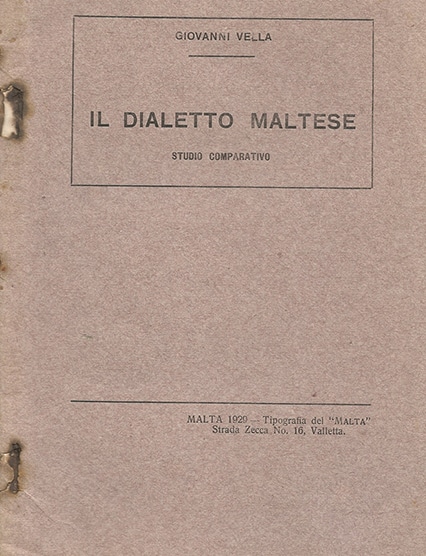 GIOVANNI VELLA
IL DIALETTO MALTESE
STUDIO COMPARATIVO
MALTA 1929 — Tipografia del "MALTA"
Strada Zecca No. 16, Valletta.